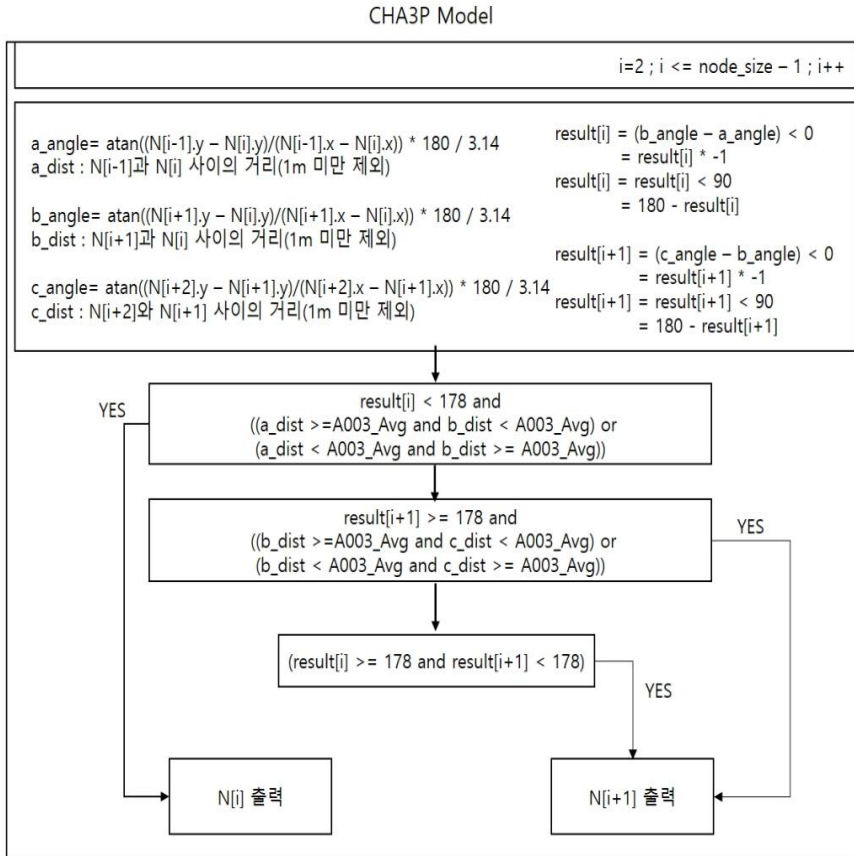 CHA3P Model
i=2 ; i <= node_size – 1 ; i++
a_angle= atan((N[i-1].y – N[i].y)/(N[i-1].x – N[i].x)) * 180 / 3.14
a_dist : N[i-1]과 N[i] 사이의 거리(1m 미만 제외)
b_angle= atan((N[i+1].y – N[i].y)/(N[i+1].x – N[i].x)) * 180 / 3.14
b_dist : N[i+1]과 N[i] 사이의 거리(1m 미만 제외)
c_angle= atan((N[i+2].y – N[i+1].y)/(N[i+2].x – N[i+1].x)) * 180 / 3.14
c_dist : N[i+2]와 N[i+1] 사이의 거리(1m 미만 제외)
result[i] = (b_angle – a_angle) < 0
= result[i] * -1
result[i] = result[i] < 90
= 180 - result[i]
result[i+1] = (c_angle – b_angle) < 0
= result[i+1] * -1
result[i+1] = result[i+1] < 90
= 180 - result[i+1]
YES
result[i] < 178 and
((a_dist >=A003_Avg and b_dist < A003_Avg) or
(a_dist < A003_Avg and b_dist >= A003_Avg))
result[i+1] >= 178 and
((b_dist >=A003_Avg and c_dist < A003_Avg) or
(b_dist < A003_Avg and c_dist >= A003_Avg))
YES
(result[i] >= 178 and result[i+1] < 178)
YES
N[i] 출력
N[i+1] 출력